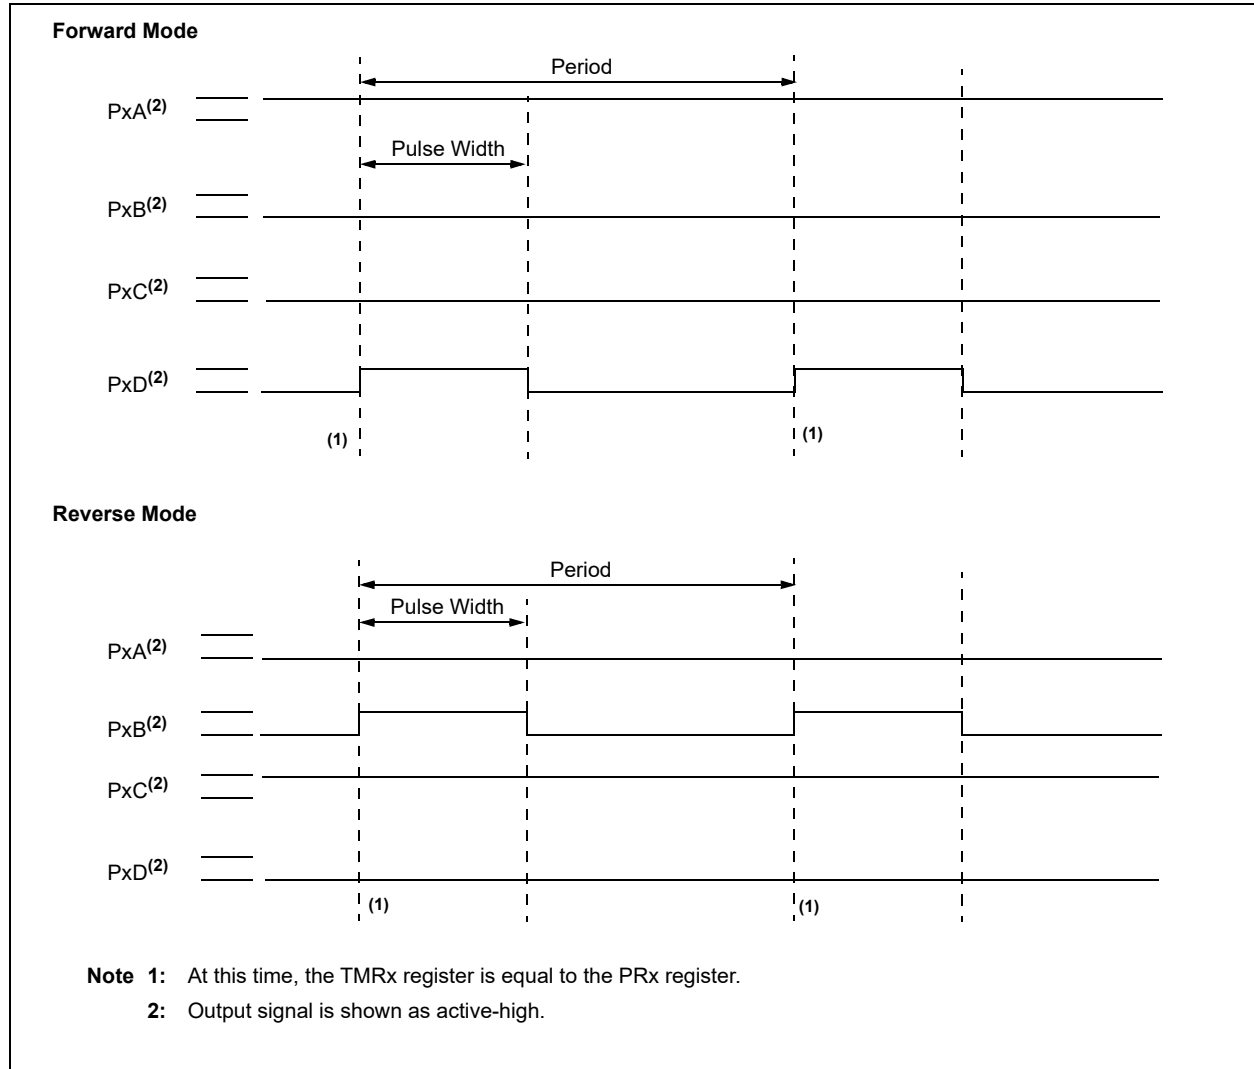 Forward Mode
Period
PxA(2)
Pulse Width
PxB(2)
PxC(2)
PxD(2)
(1)
(1)
Reverse Mode
Period
Pulse Width
PxA(2)
PxB(2)
PxC(2)
PxD(2)
(1)
(1)
Note 1: At this time, the TMRx register is equal to the PRx register.
2: Output signal is shown as active-high.